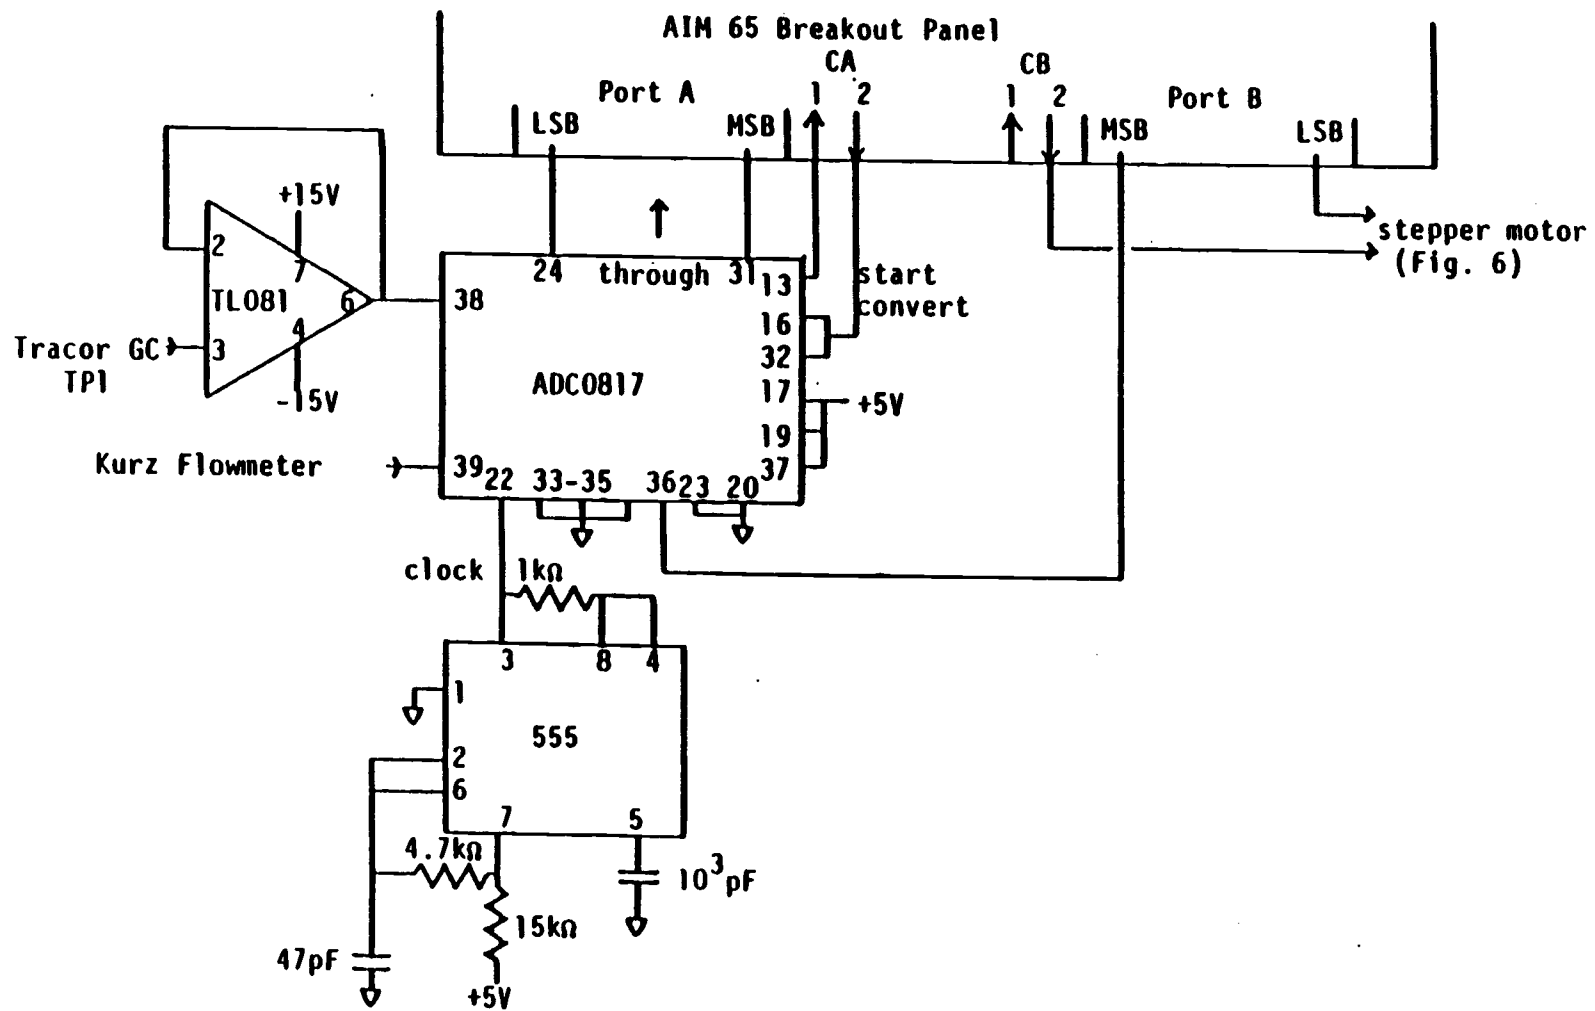 AIM 65 Breakout Panel
CA
CB
Port A
1 2
1 2
Port B
LSB
MSB
MSB
LSB
+15V
2
7
TL081
6
4
3
-15V
Tracor GC
TP1
Kurz Flowmeter
24 through 31
13
start
convert
38
16
32
ADC0817
17
+5V
19
37
39
22
33-35
36
23
20
stepper motor
(Fig. 6)
clock
1kΩ
3
8
4
1
555
2
6
7
5
4.7kΩ
10³pF
15kΩ
47pF
+5V